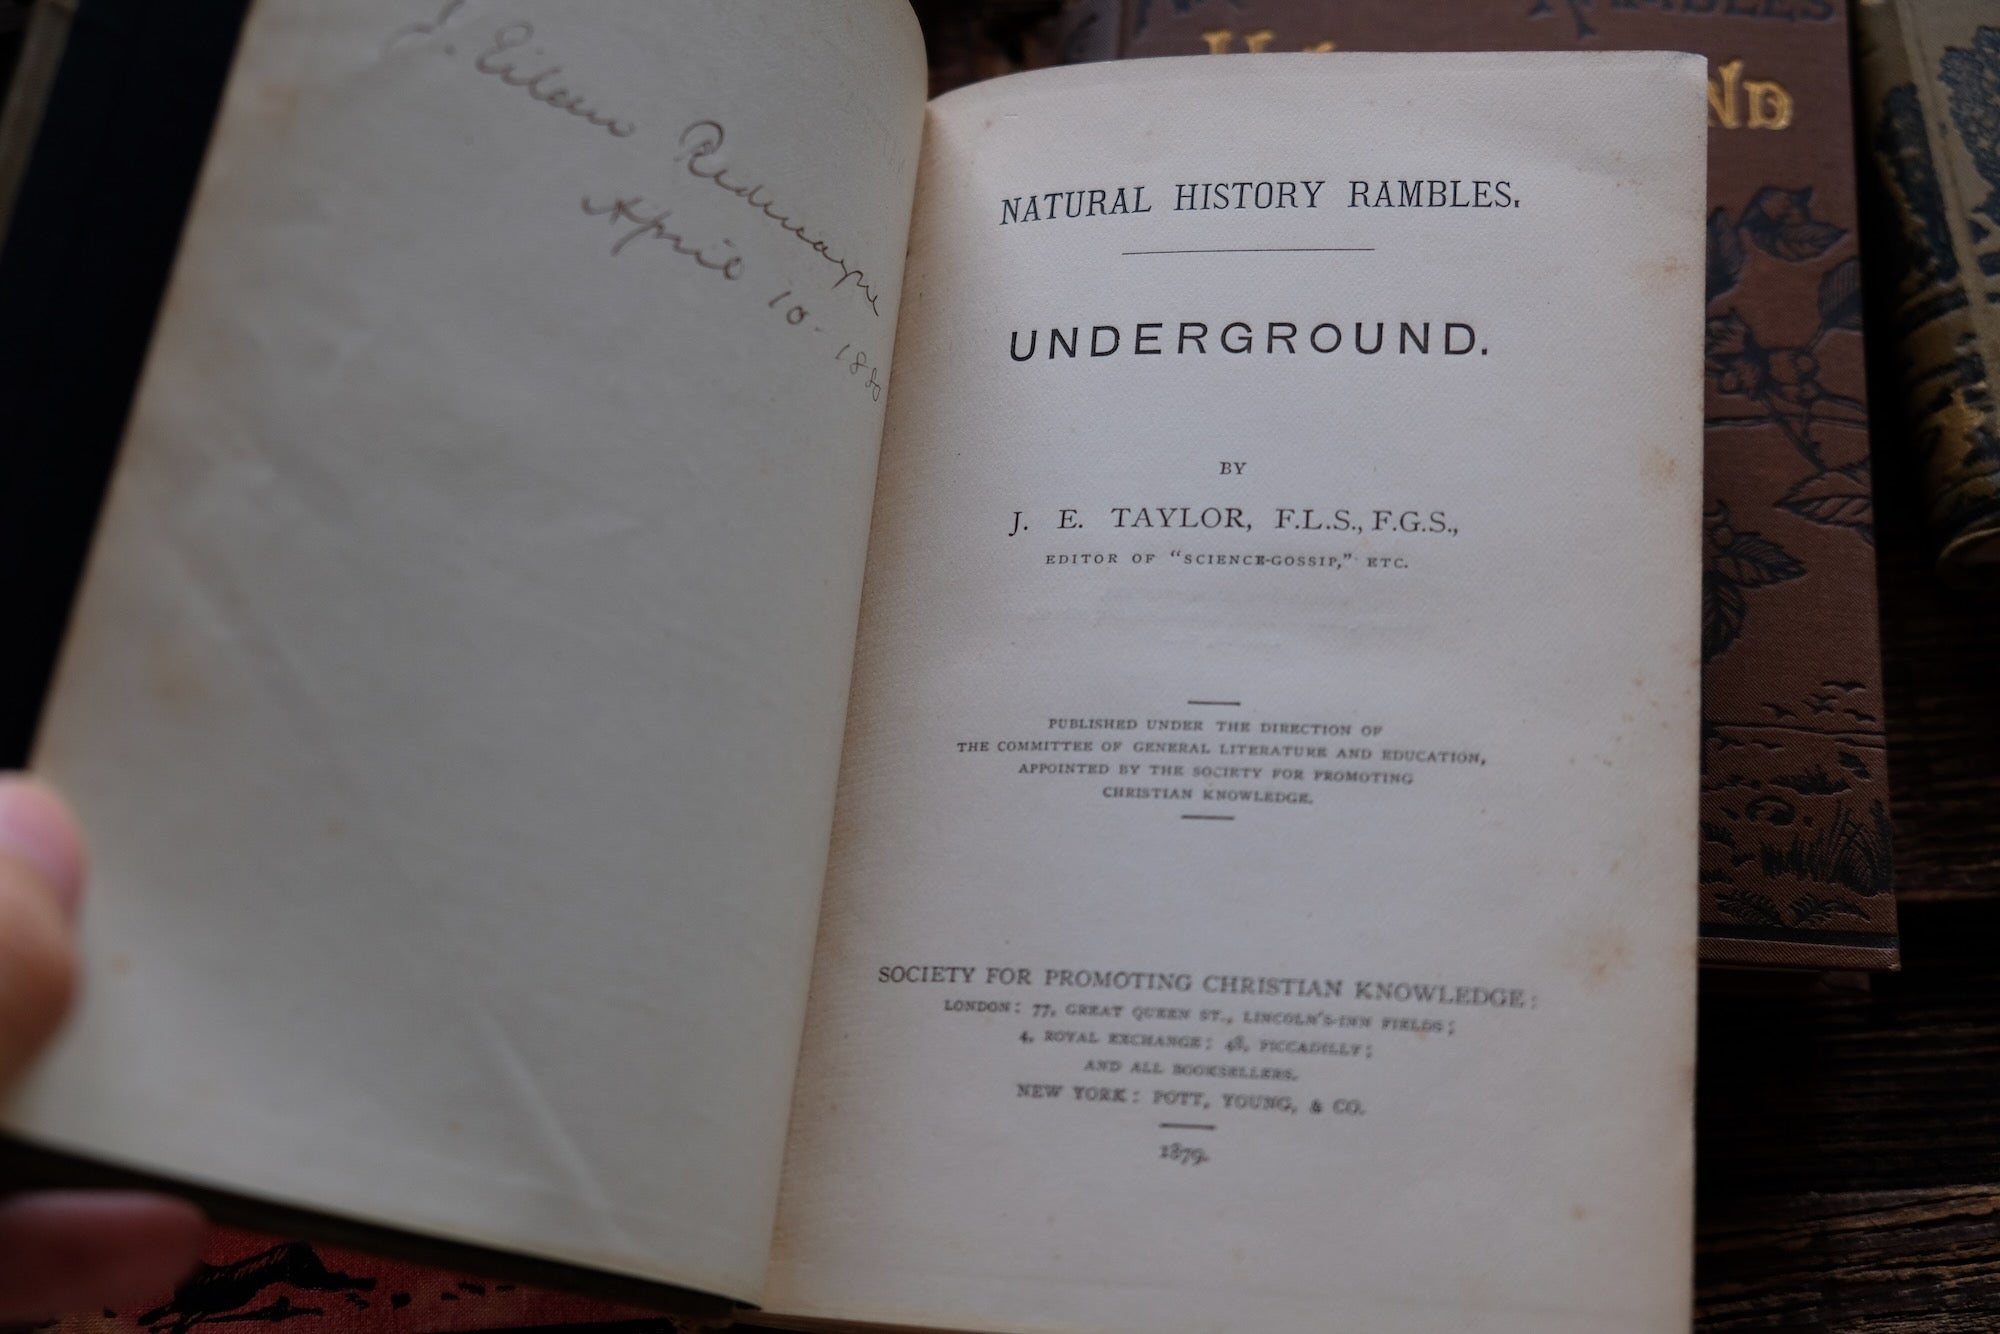 J. Eileen Redmayne
April 10. 1880
NATURAL HISTORY RAMBLES.
UNDERGROUND.
BY
J. E. TAYLOR, F.L.S., F.G.S.,
EDITOR OF "SCIENCE-GOSSIP," ETC.
PUBLISHED UNDER THE DIRECTION OF
THE COMMITTEE OF GENERAL LITERATURE AND EDUCATION,
APPOINTED BY THE SOCIETY FOR PROMOTING
CHRISTIAN KNOWLEDGE.
SOCIETY FOR PROMOTING CHRISTIAN KNOWLEDGE:
LONDON: 77, GREAT QUEEN ST., LINCOLN'S-INN FIELDS;
4, ROYAL EXCHANGE; 48, PICCADILLY;
AND ALL BOOKSELLERS.
NEW YORK: POTT, YOUNG, & CO.
1879.
RAMBLES